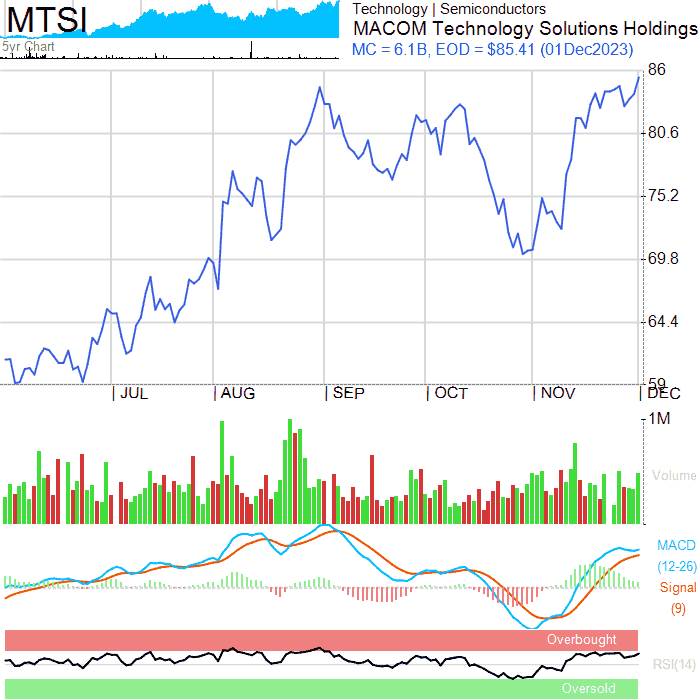 MTSI
5yr Chart
Technology | Semiconductors
MACOM Technology Solutions Holdings
MC = 6.1B, EOD = $85.41 (01Dec2023)
86
80.6
75.2
69.8
64.4
59
JUL AUG SEP OCT NOV DEC
1M
Volume
MACD
(12-26)
Signal
(9)
Overbought
RSI(14)
Oversold